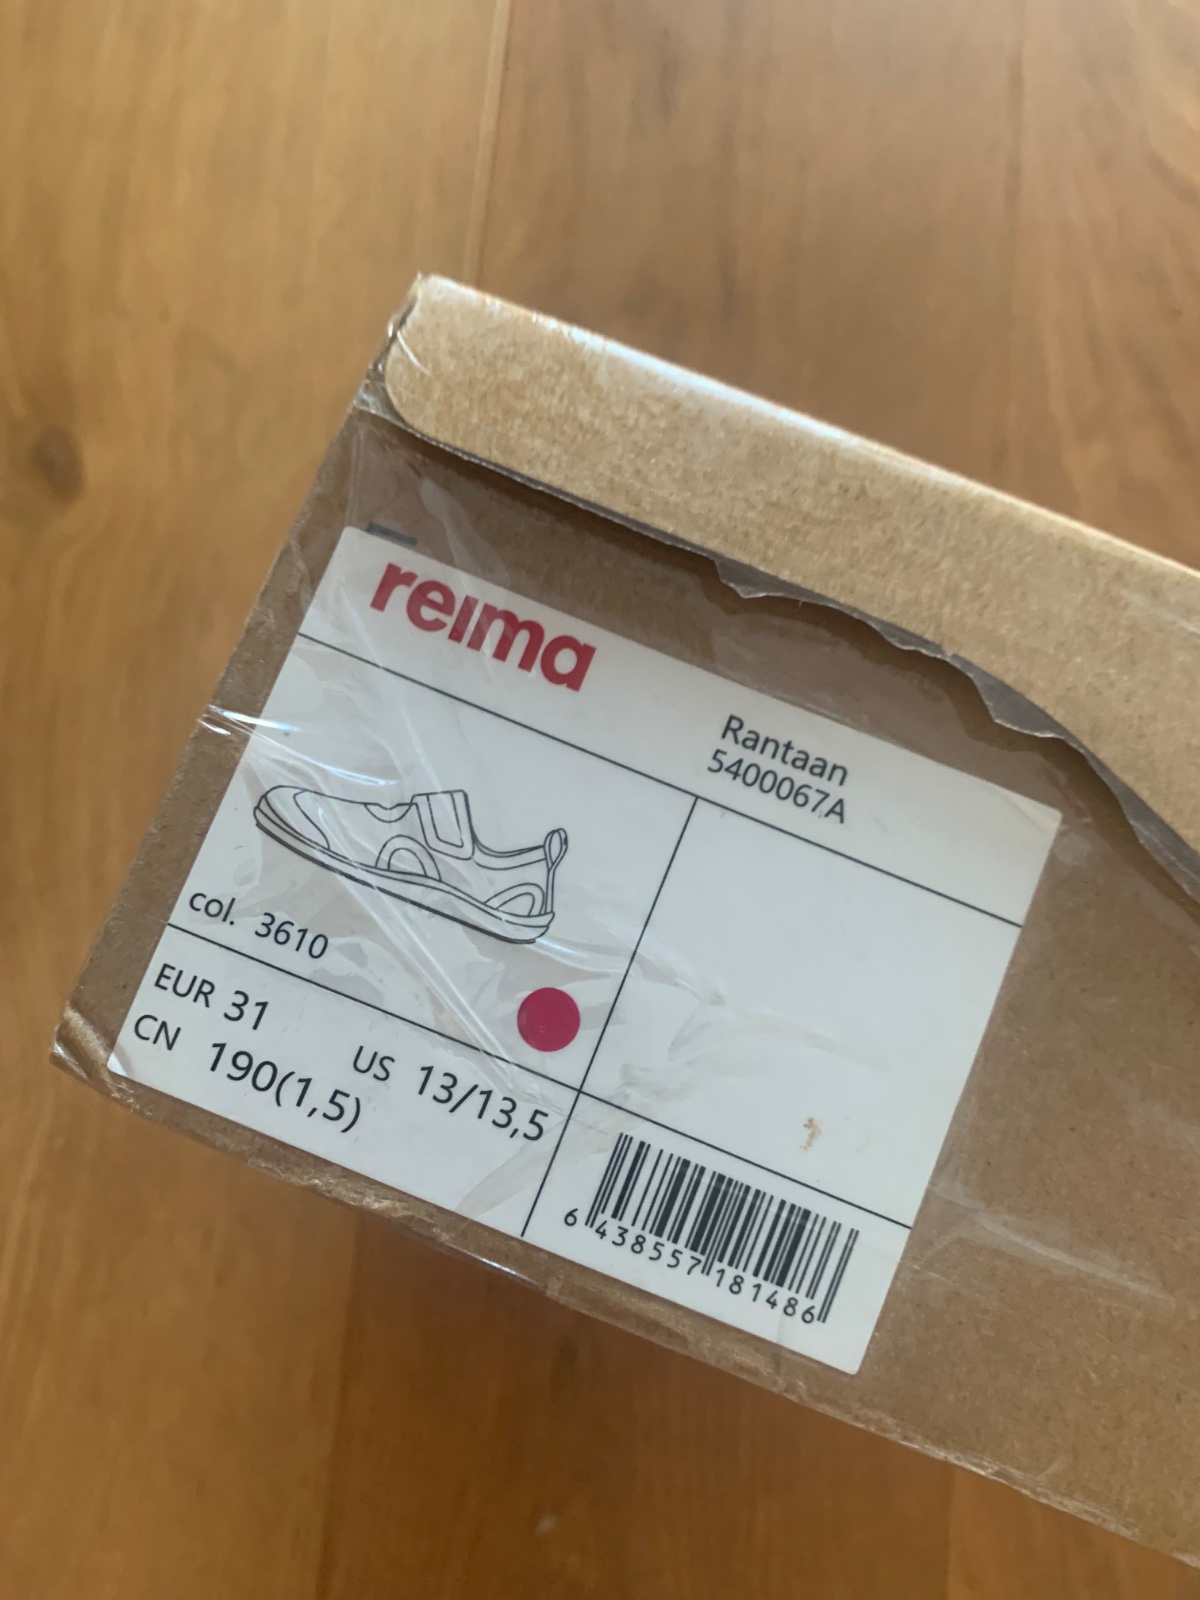 reima
Rantaan
5400067A
col. 3610
EUR 31
US 13/13,5
CN 190(1,5)
6 438557 181486